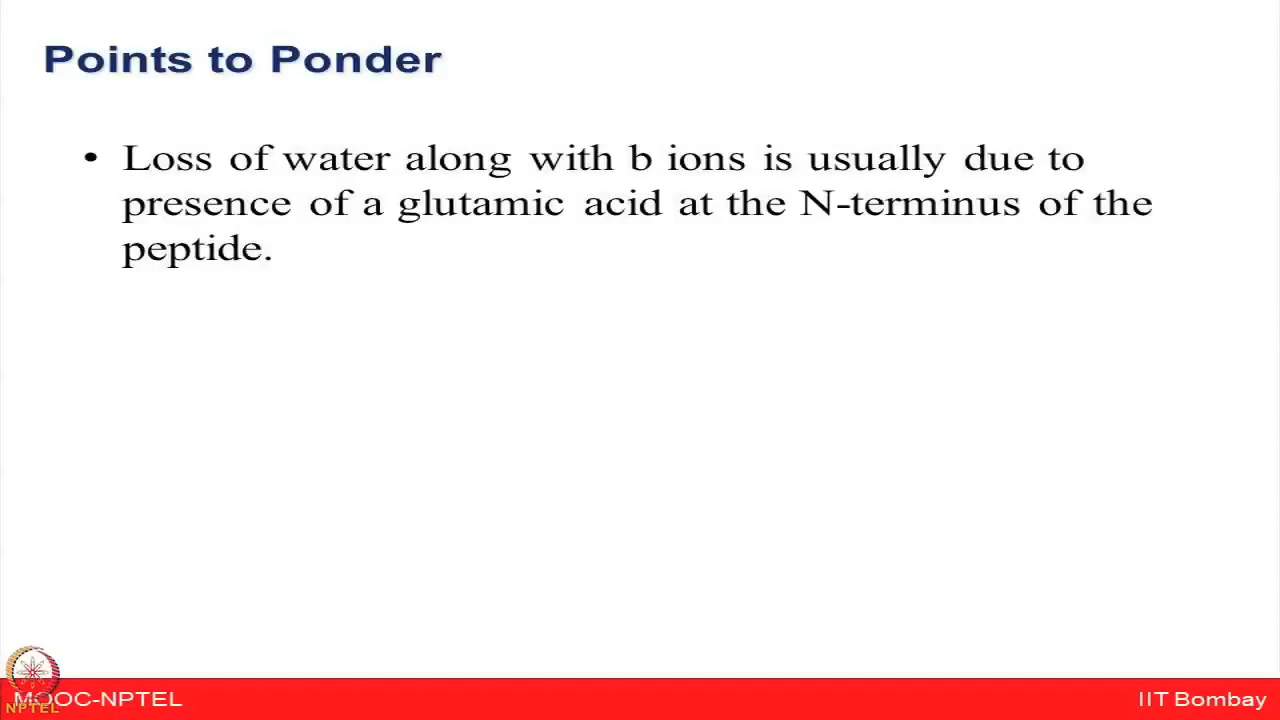 Points to Ponder
• Loss of water along with b ions is usually due to
presence of a glutamic acid at the N-terminus of the
peptide.
MOOC-NPTEL
NPTEL
IIT Bombay